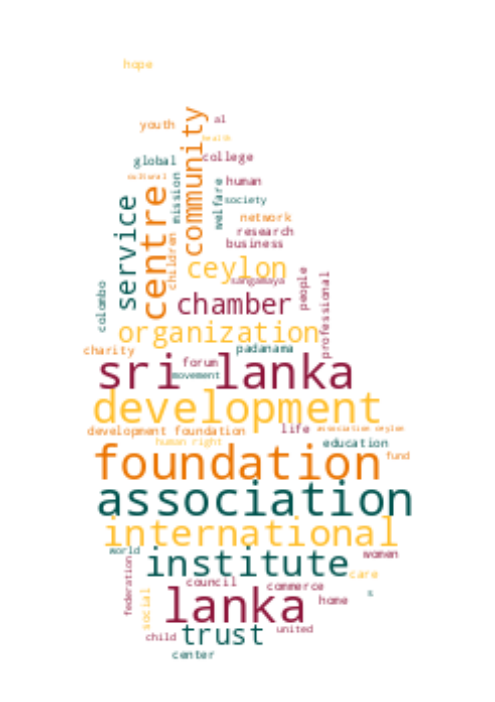 hope
al
youth
community
health
global
college
cultural
mission
human
centre
welfare
society
service
network
research
children
business
ceylon
people
sangamaya
professional
colombo
chamber
organization
charity
padanama
sri lanka
forum
movement
development
development foundation
life
association ceylon
human right
education
foundation
fund
association
international
world
women
institute
care
federation
council
commerce
social
lanka
home
s
trust
united
child
center